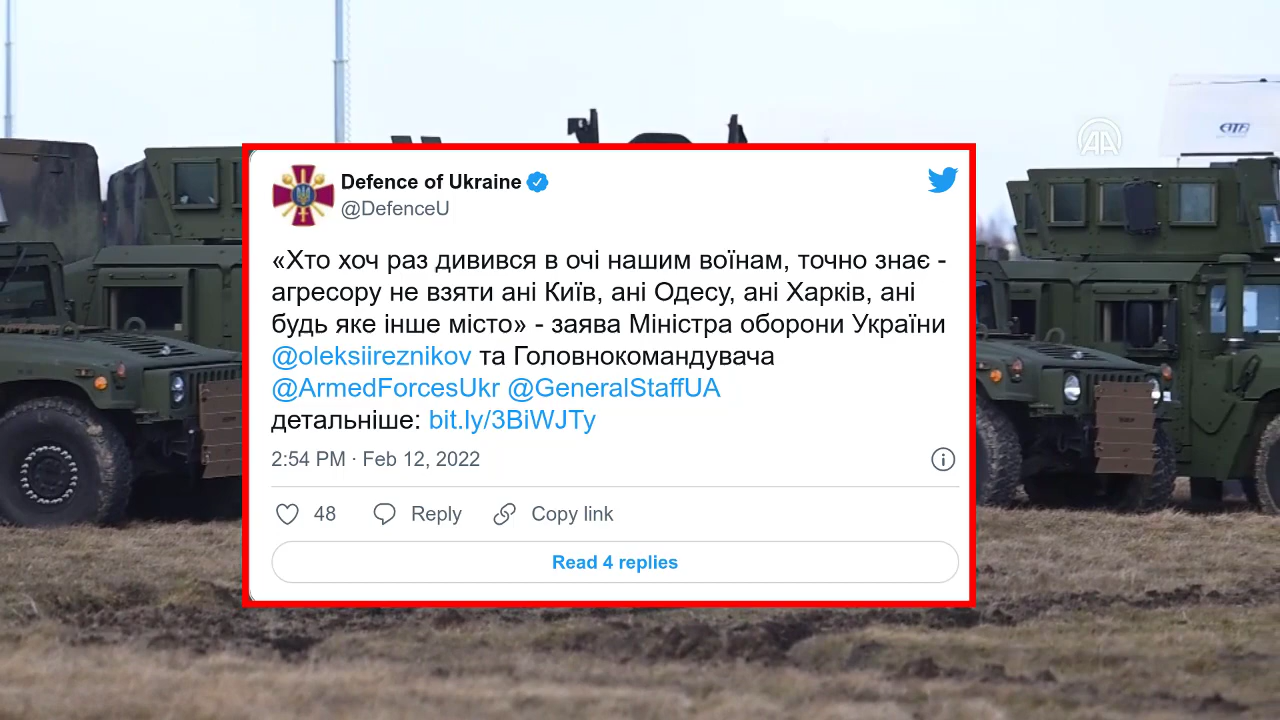 Defence of Ukraine
@DefenceU
«Хто хоч раз дивився в очі нашим воїнам, точно знає -
агресору не взяти ані Київ, ані Одесу, ані Харків, ані
будь яке інше місто» - заява Міністра оборони України
@oleksiireznikov та Головнокомандувача
@ArmedForcesUkr @GeneralStaffUA
детальніше: bit.ly/3BiWJTy
2:54 PM · Feb 12, 2022
48 Reply Copy link
Read 4 replies
AA